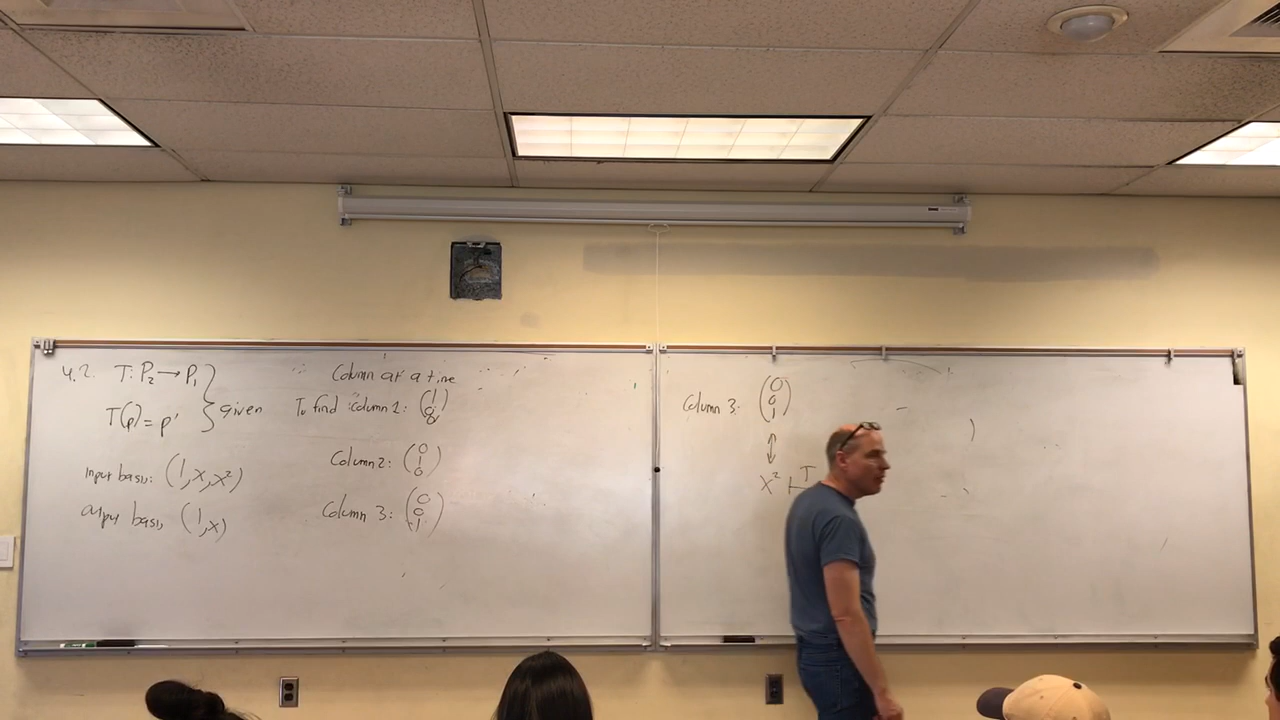 4.2. T: P₂ → P₁ } given
T(p) = p'
input basis: (1, x, x²)
output basis (1, x)
Column at a time
To find column 1: (1 0 0)
Column 2: (0 1 0)
Column 3: (0 0 1)
Column 3: (0 0 1)
↕
x² ↦ T